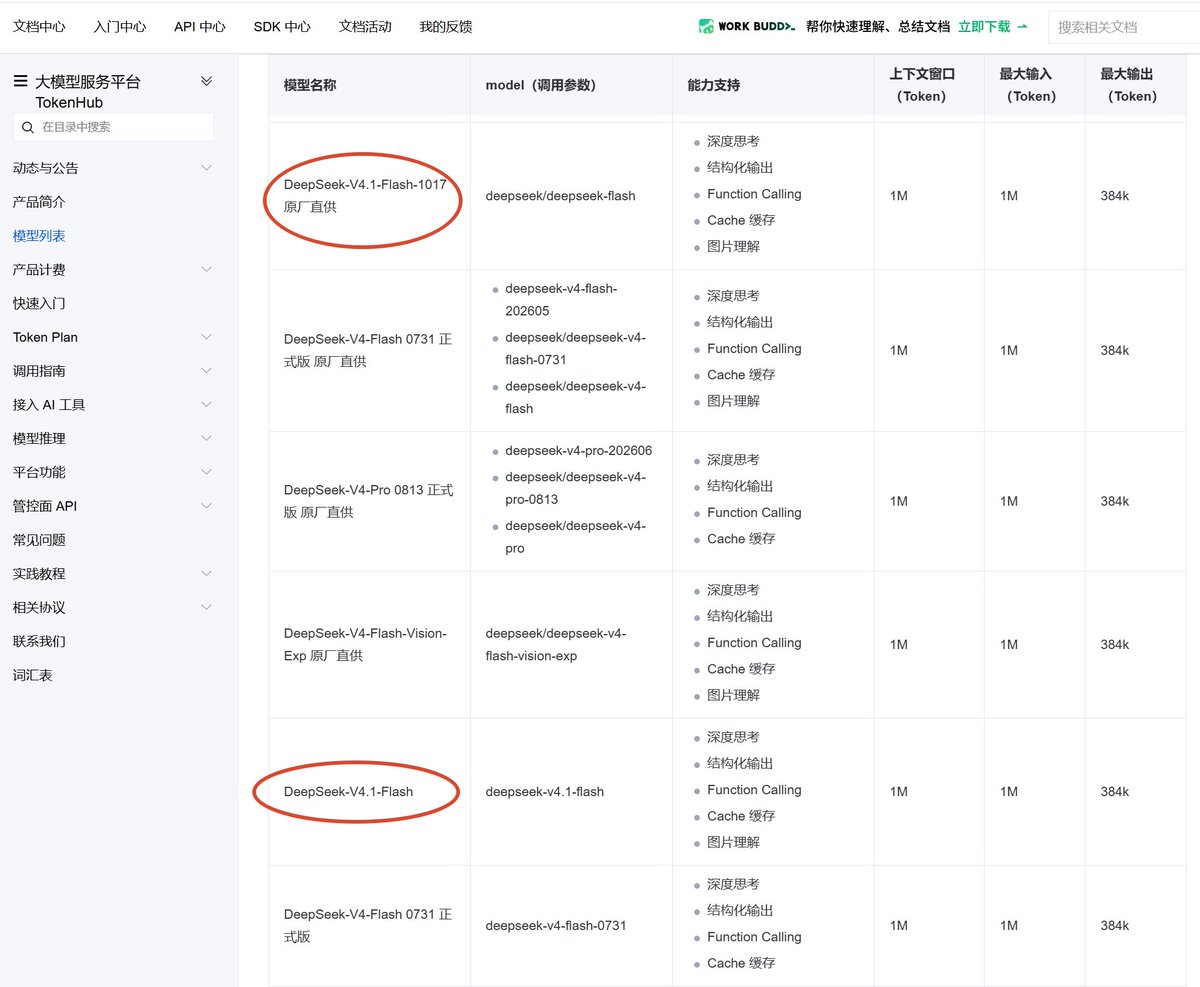 文档中心 入门中心 API 中心 SDK 中心 文档活动 我的反馈 WORK BUDD>_ 帮你快速理解、总结文档 立即下载 → 搜索相关文档
大模型服务平台
TokenHub
在目录中搜索
动态与公告
产品简介
模型列表
产品计费
快速入门
Token Plan
调用指南
接入 AI 工具
模型推理
平台功能
管控面 API
常见问题
实践教程
相关协议
联系我们
词汇表
模型名称 model（调用参数） 能力支持 上下文窗口（Token） 最大输入（Token） 最大输出（Token）
DeepSeek-V4.1-Flash-1017
原厂直供
deepseek/deepseek-flash
深度思考
结构化输出
Function Calling
Cache 缓存
图片理解
1M 1M 384k
DeepSeek-V4-Flash 0731 正
式版 原厂直供
deepseek-v4-flash-
202605
deepseek/deepseek-v4-
flash-0731
deepseek/deepseek-v4-
flash
深度思考
结构化输出
Function Calling
Cache 缓存
图片理解
1M 1M 384k
DeepSeek-V4-Pro 0813 正式
版 原厂直供
deepseek-v4-pro-202606
deepseek/deepseek-v4-
pro-0813
deepseek/deepseek-v4-
pro
深度思考
结构化输出
Function Calling
Cache 缓存
1M 1M 384k
DeepSeek-V4-Flash-Vision-
Exp 原厂直供
deepseek/deepseek-v4-
flash-vision-exp
深度思考
结构化输出
Function Calling
Cache 缓存
图片理解
1M 1M 384k
DeepSeek-V4.1-Flash
deepseek-v4.1-flash
深度思考
结构化输出
Function Calling
Cache 缓存
图片理解
1M 1M 384k
DeepSeek-V4-Flash 0731 正
式版
deepseek-v4-flash-0731
深度思考
结构化输出
Function Calling
Cache 缓存
1M 1M 384k